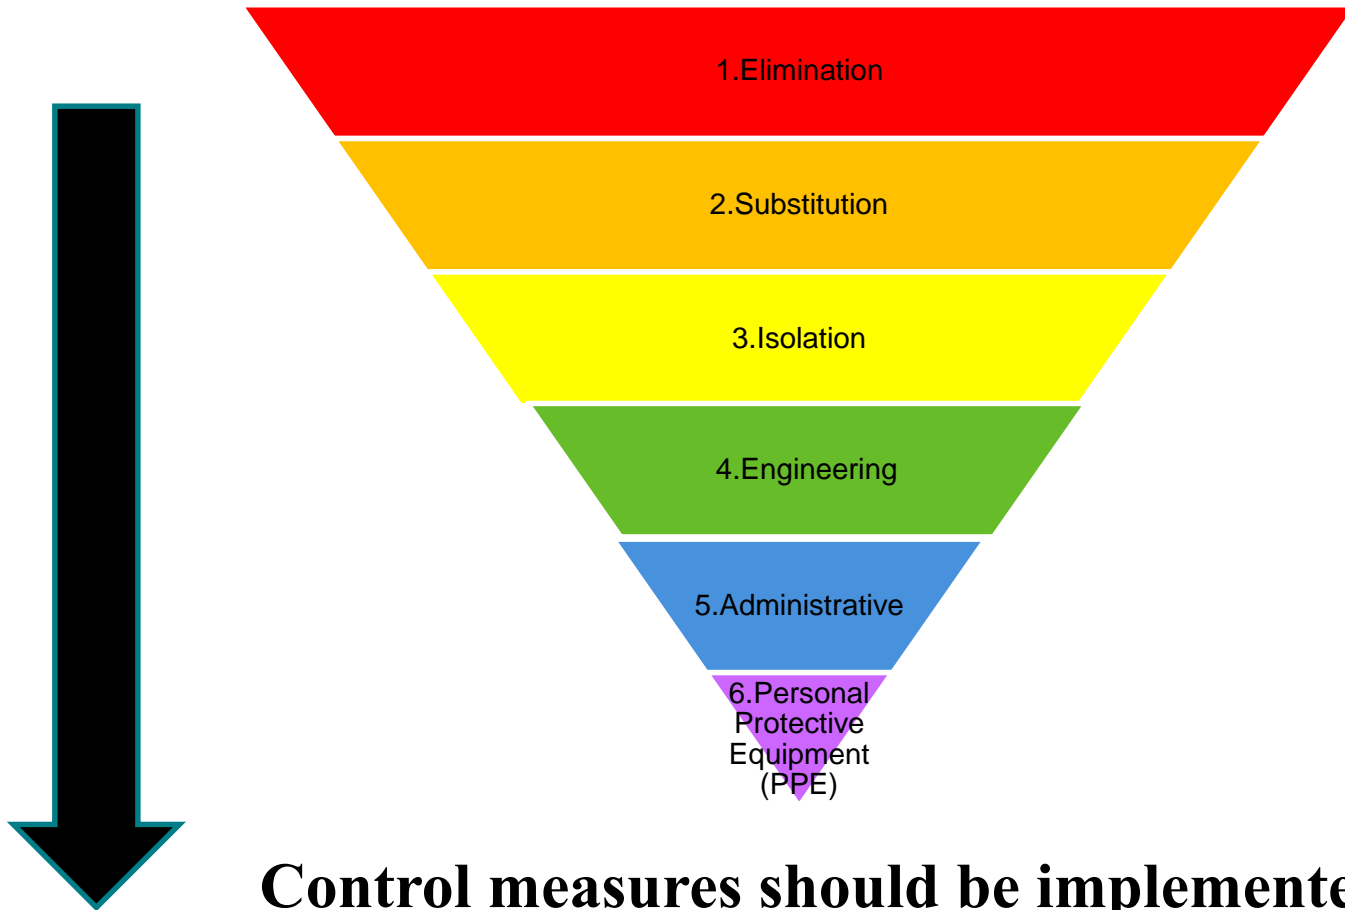 1.Elimination
2.Substitution
3.Isolation
4.Engineering
5.Administrative
6.Personal
Protective
Equipment
(PPE)
Control measures should be implemente